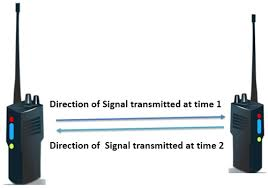 Direction of Signal transmitted at time 1
Direction of  Signal transmitted at time 2